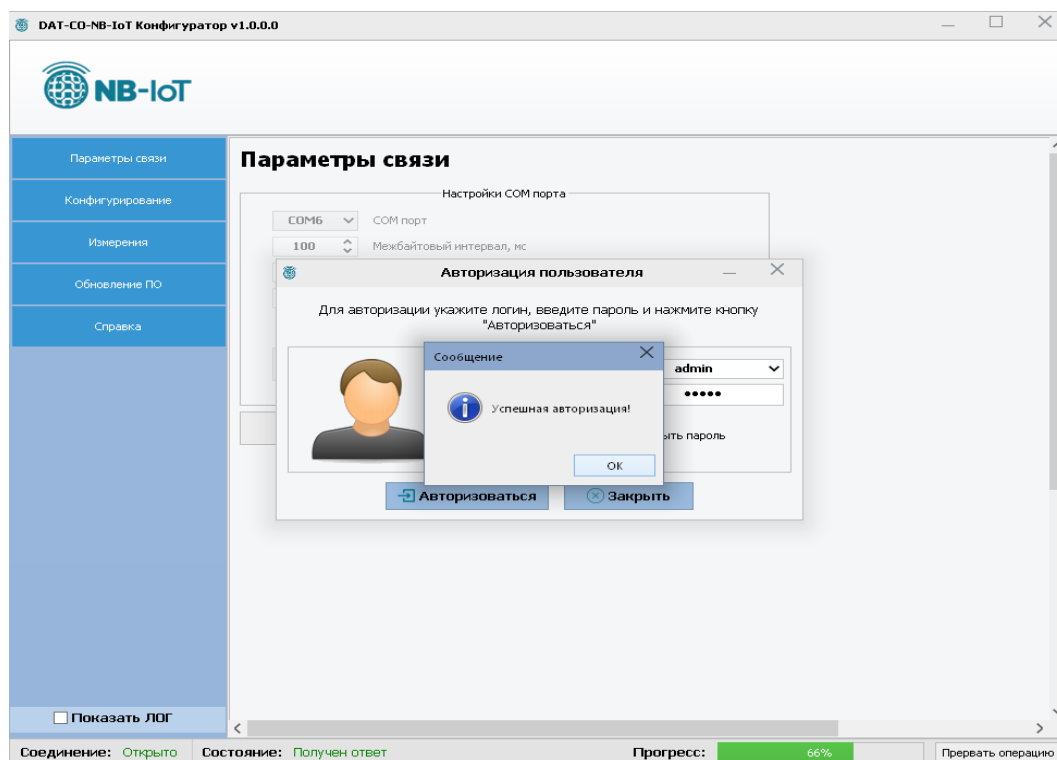 DAT-CO-NB-IoT Конфигуратор v1.0.0.0
NB-IoT
Параметры связи
Конфигурирование
Измерения
Обновление ПО
Справка
Показать ЛОГ
Параметры связи
Настройки COM порта
COM6 COM порт
100 Межбайтовый интервал, мс
Авторизация пользователя
Для авторизации укажите логин, введите пароль и нажмите кнопку
"Авторизоваться"
admin
•••••
ыть пароль
Сообщение
Успешная авторизация!
OK
Авторизоваться
Закрыть
Соединение: Открыто Состояние: Получен ответ Прогресс: 66% Прервать операцию